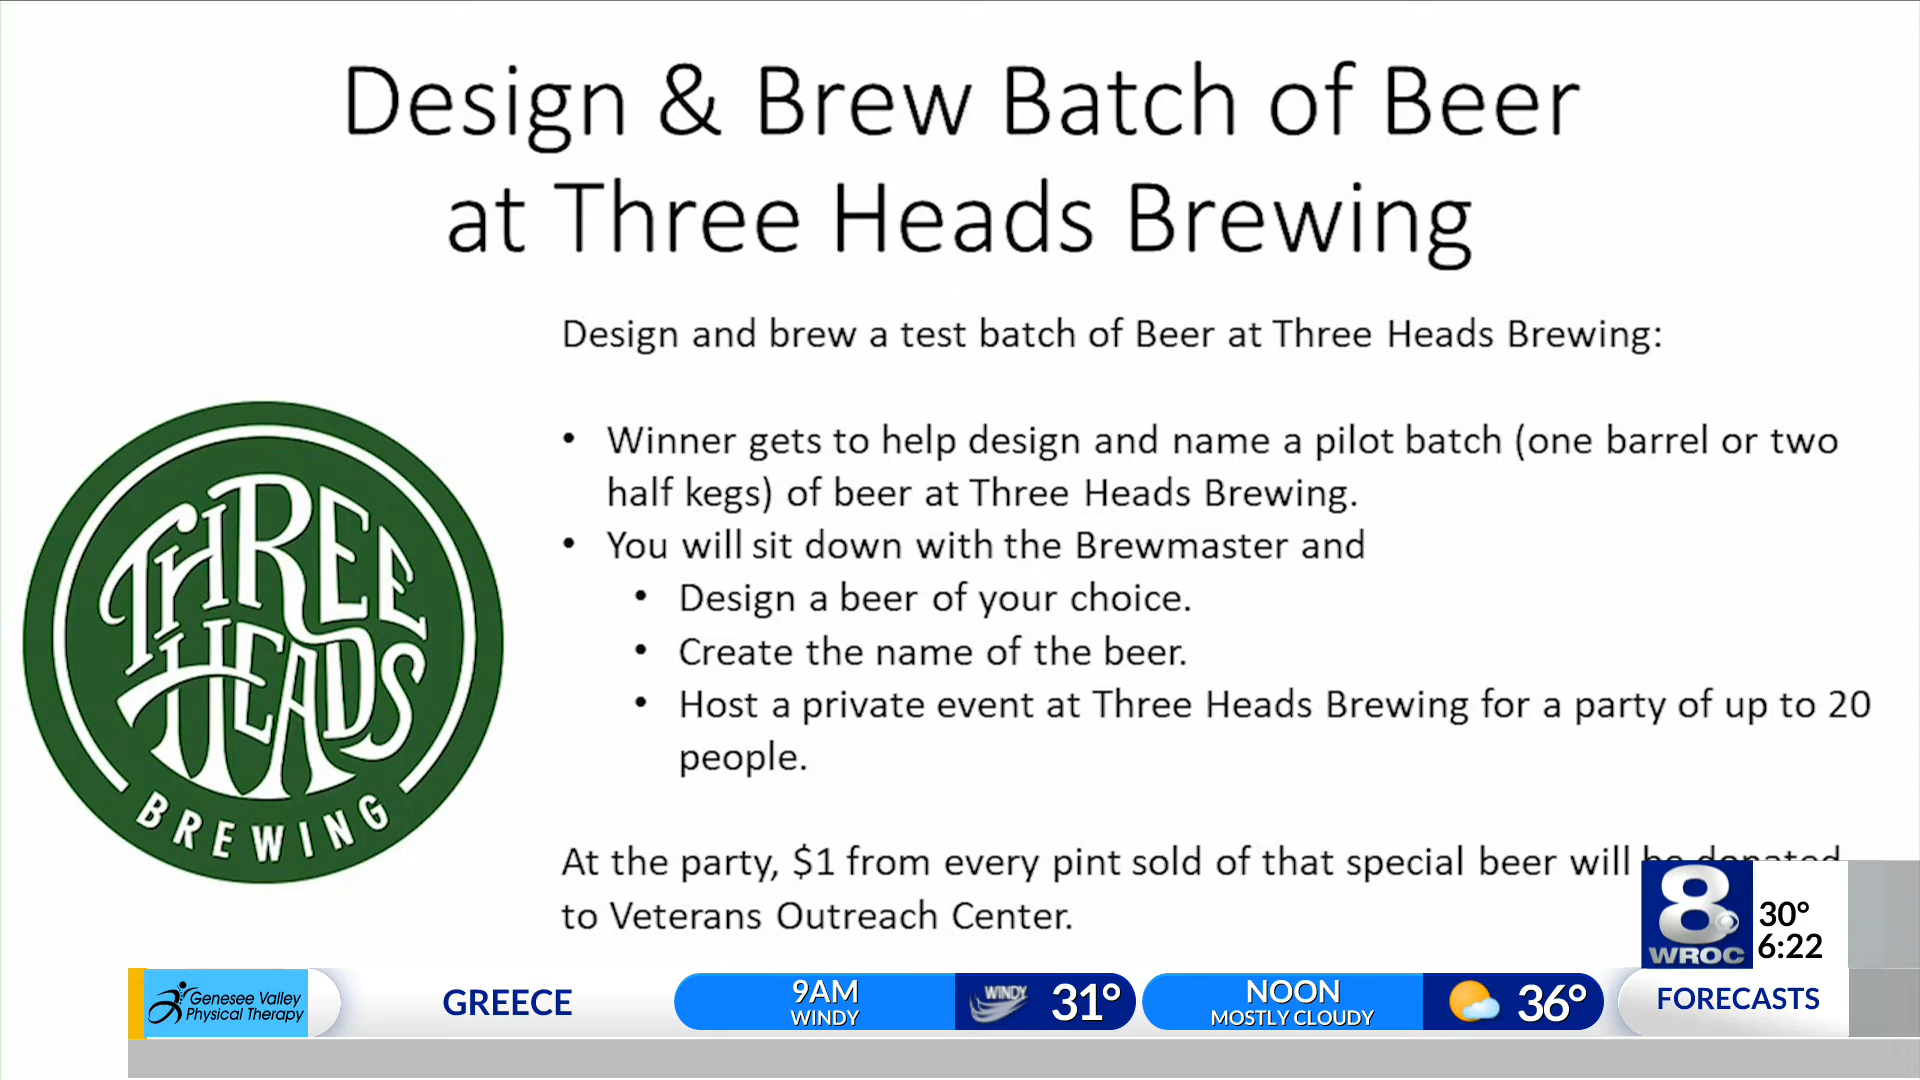 Design & Brew Batch of Beer
at Three Heads Brewing
Design and brew a test batch of Beer at Three Heads Brewing:
• Winner gets to help design and name a pilot batch (one barrel or two
half kegs) of beer at Three Heads Brewing.
• You will sit down with the Brewmaster and
• Design a beer of your choice.
• Create the name of the beer.
• Host a private event at Three Heads Brewing for a party of up to 20
people.
At the party, $1 from every pint sold of that special beer will be donated
to Veterans Outreach Center.
THREE
HEADS
BREWING
8
WROC
30°
6:22
Genesee Valley
Physical Therapy
GREECE
9AM
WINDY
WINDY
31°
NOON
MOSTLY CLOUDY
36°
FORECASTS